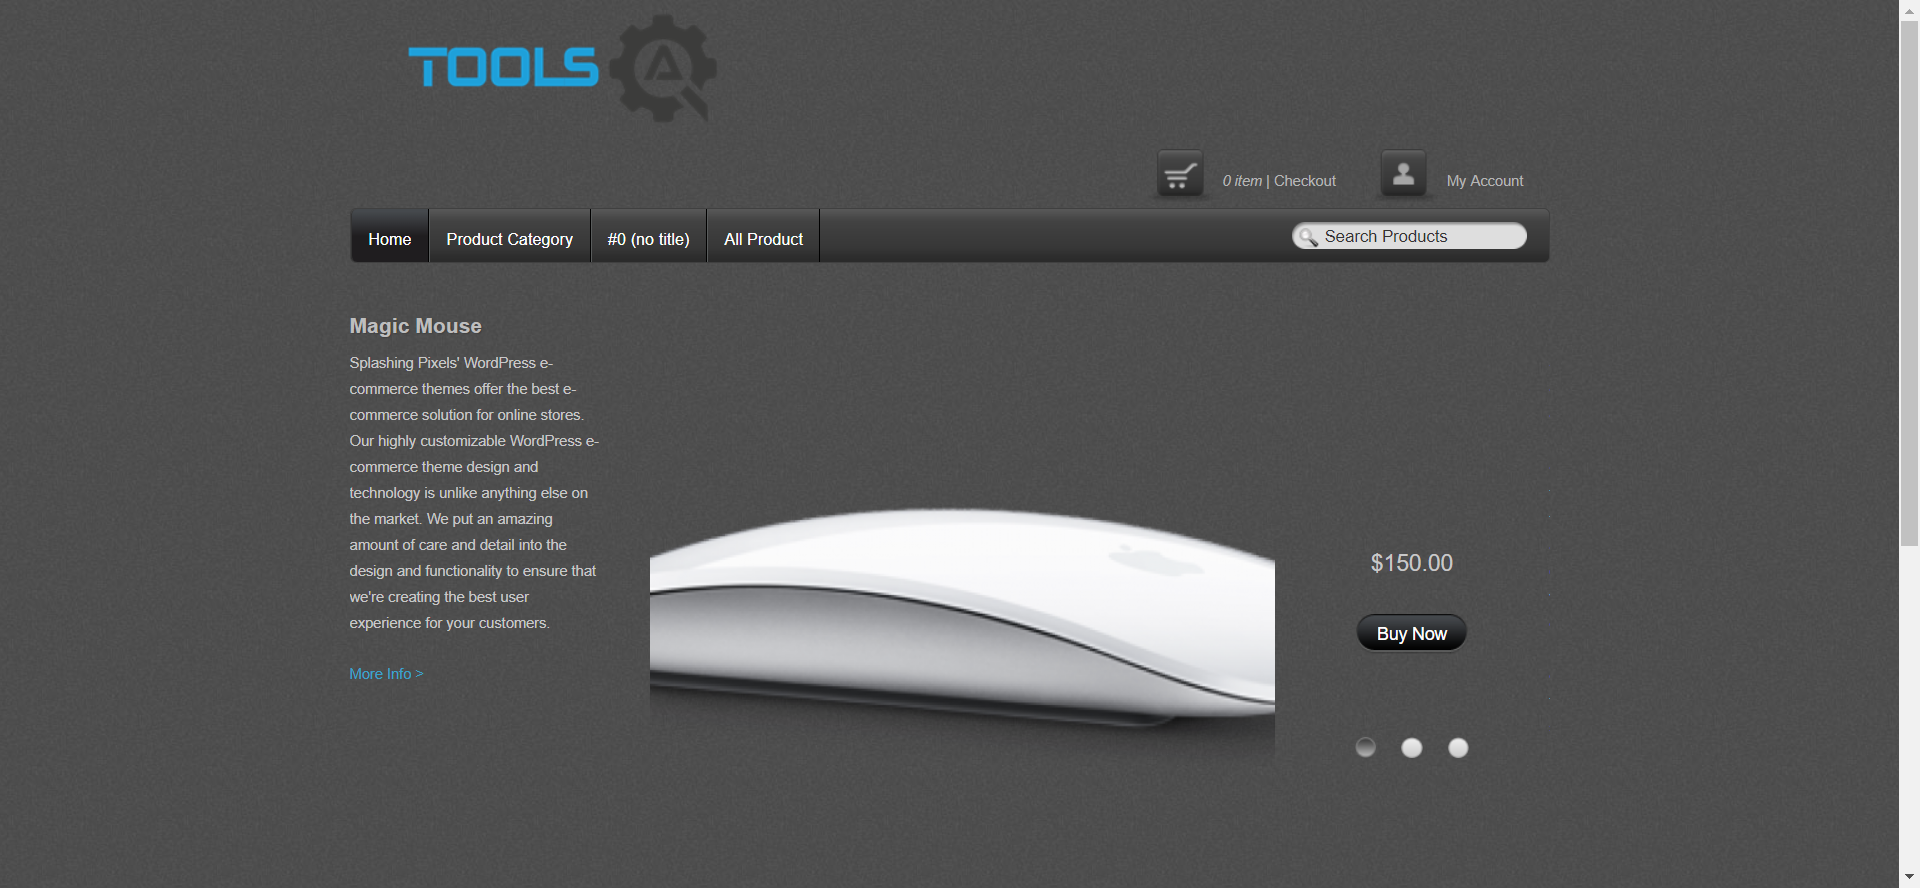 TOOLS QA
0 item | Checkout
My Account
Home
Product Category
#0 (no title)
All Product
Search Products
Magic Mouse
Splashing Pixels' WordPress e-
commerce themes offer the best e-
commerce solution for online stores.
Our highly customizable WordPress e-
commerce theme design and
technology is unlike anything else on
the market. We put an amazing
amount of care and detail into the
design and functionality to ensure that
we're creating the best user
experience for your customers.
More Info >
$150.00
Buy Now